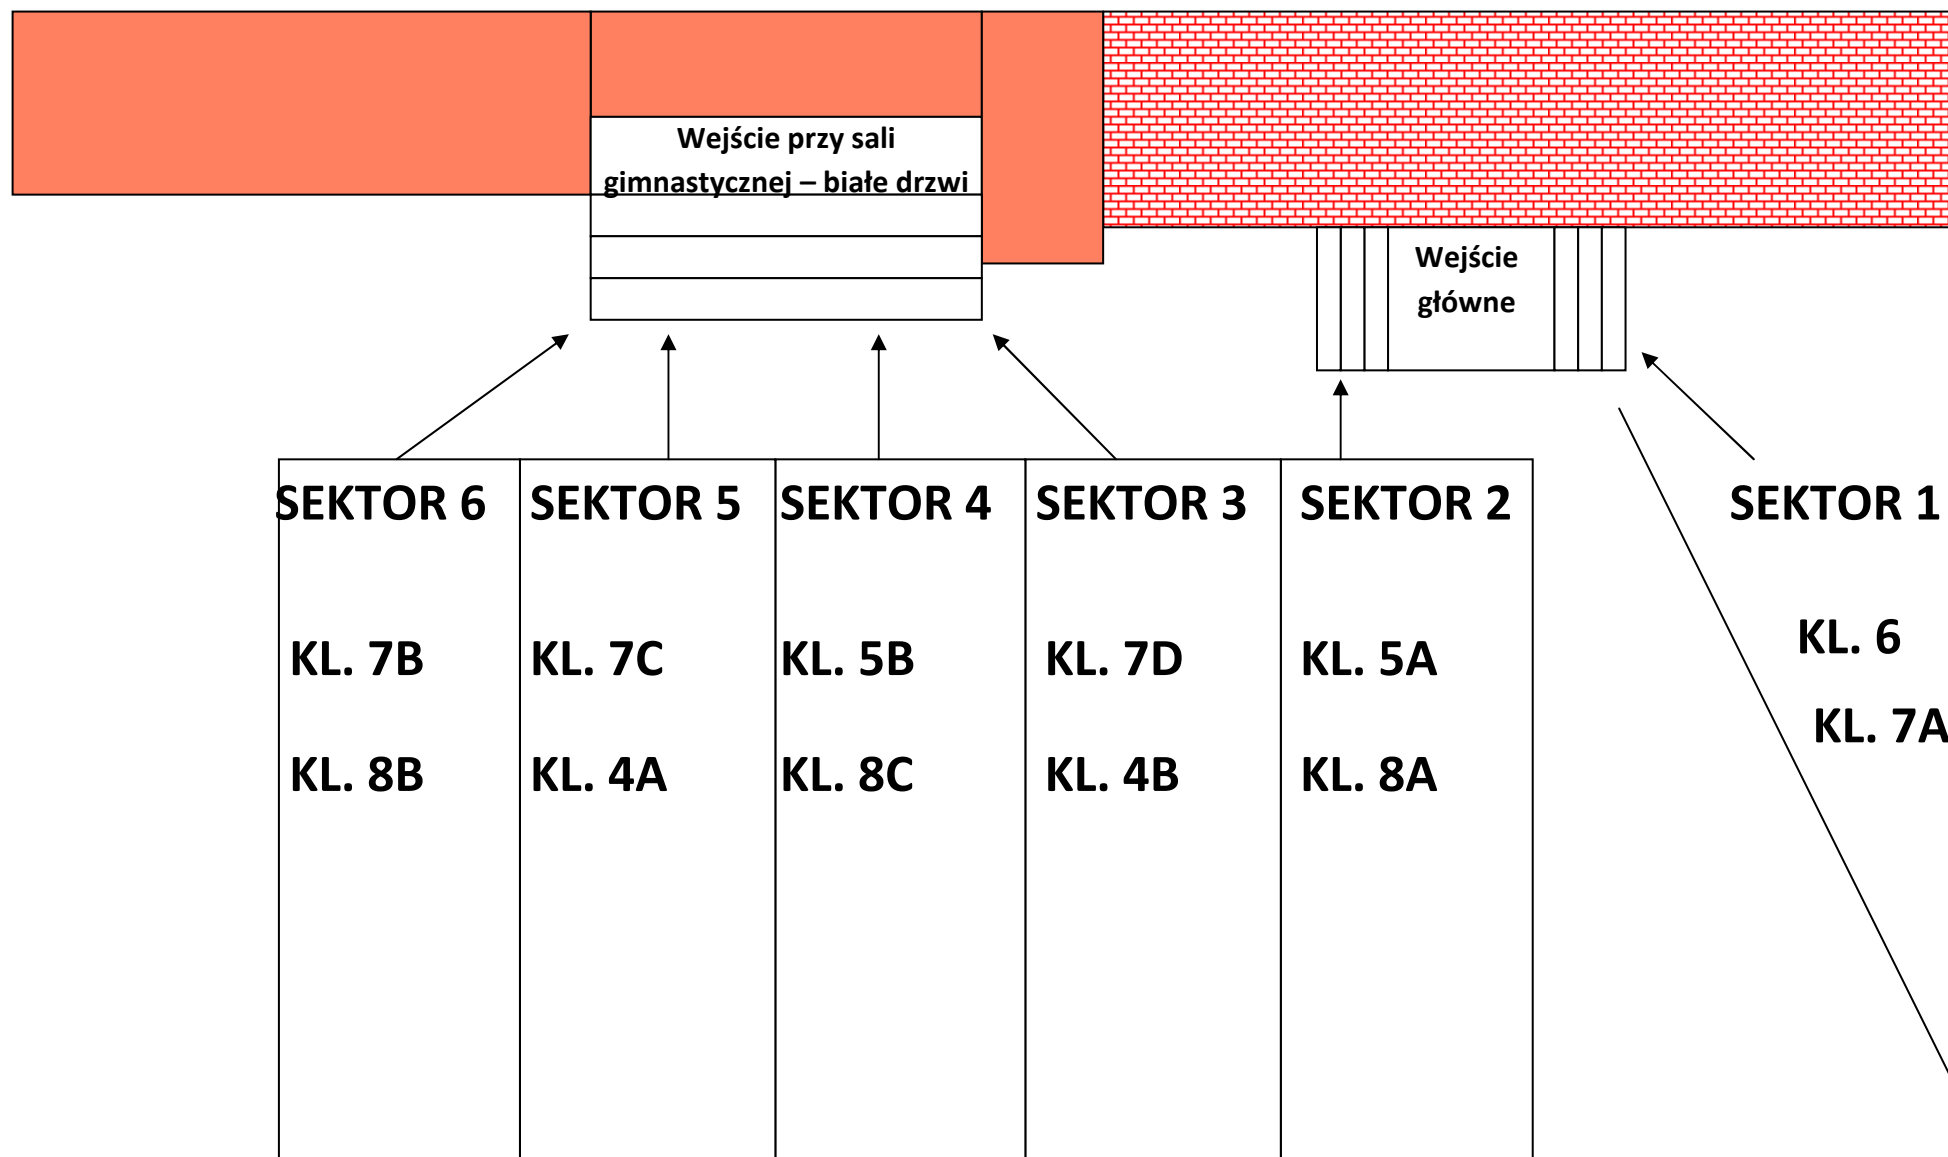 Wejście przy sali
gimnastycznej – białe drzwi
Wejście
główne
SEKTOR 6
KL. 7B
KL. 8B
SEKTOR 5
KL. 7C
KL. 4A
SEKTOR 4
KL. 5B
KL. 8C
SEKTOR 3
KL. 7D
KL. 4B
SEKTOR 2
KL. 5A
KL. 8A
SEKTOR 1
KL. 6
KL. 7A